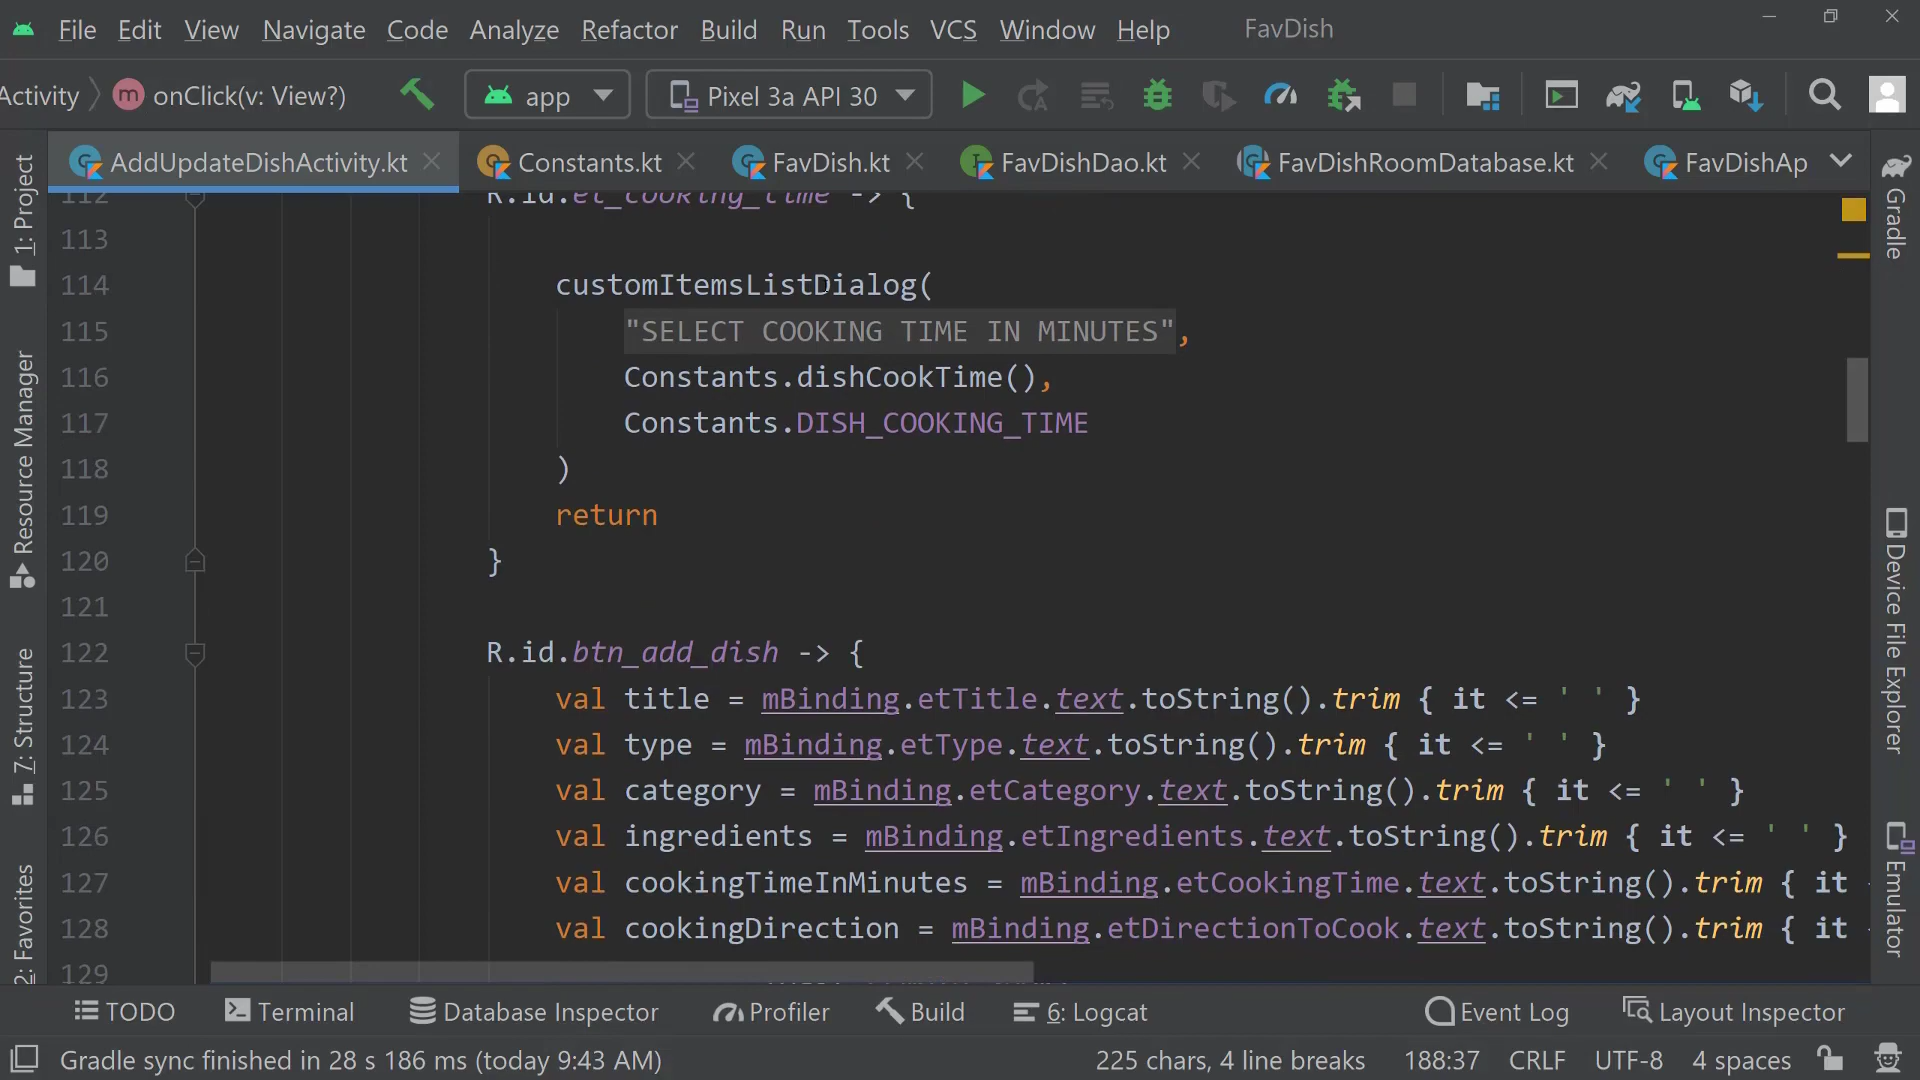 File Edit View Navigate Code Analyze Refactor Build Run Tools VCS Window Help FavDish
Activity onClick(v: View?) app Pixel 3a API 30
AddUpdateDishActivity.kt Constants.kt FavDish.kt FavDishDao.kt FavDishRoomDatabase.kt FavDishAp
1: Project
Resource Manager
7: Structure
2: Favorites
112 R.id.et_cooking_time -> {
113
114 customItemsListDialog(
115 "SELECT COOKING TIME IN MINUTES",
116 Constants.dishCookTime(),
117 Constants.DISH_COOKING_TIME
118 )
119 return
120 }
121
122 R.id.btn_add_dish -> {
123 val title = mBinding.etTitle.text.toString().trim { it <= ' ' }
124 val type = mBinding.etType.text.toString().trim { it <= ' ' }
125 val category = mBinding.etCategory.text.toString().trim { it <= ' ' }
126 val ingredients = mBinding.etIngredients.text.toString().trim { it <= ' ' }
127 val cookingTimeInMinutes = mBinding.etCookingTime.text.toString().trim { it
128 val cookingDirection = mBinding.etDirectionToCook.text.toString().trim { it
129
Gradle
Device File Explorer
Emulator
TODO Terminal Database Inspector Profiler Build 6: Logcat Event Log Layout Inspector
Gradle sync finished in 28 s 186 ms (today 9:43 AM) 225 chars, 4 line breaks 188:37 CRLF UTF-8 4 spaces